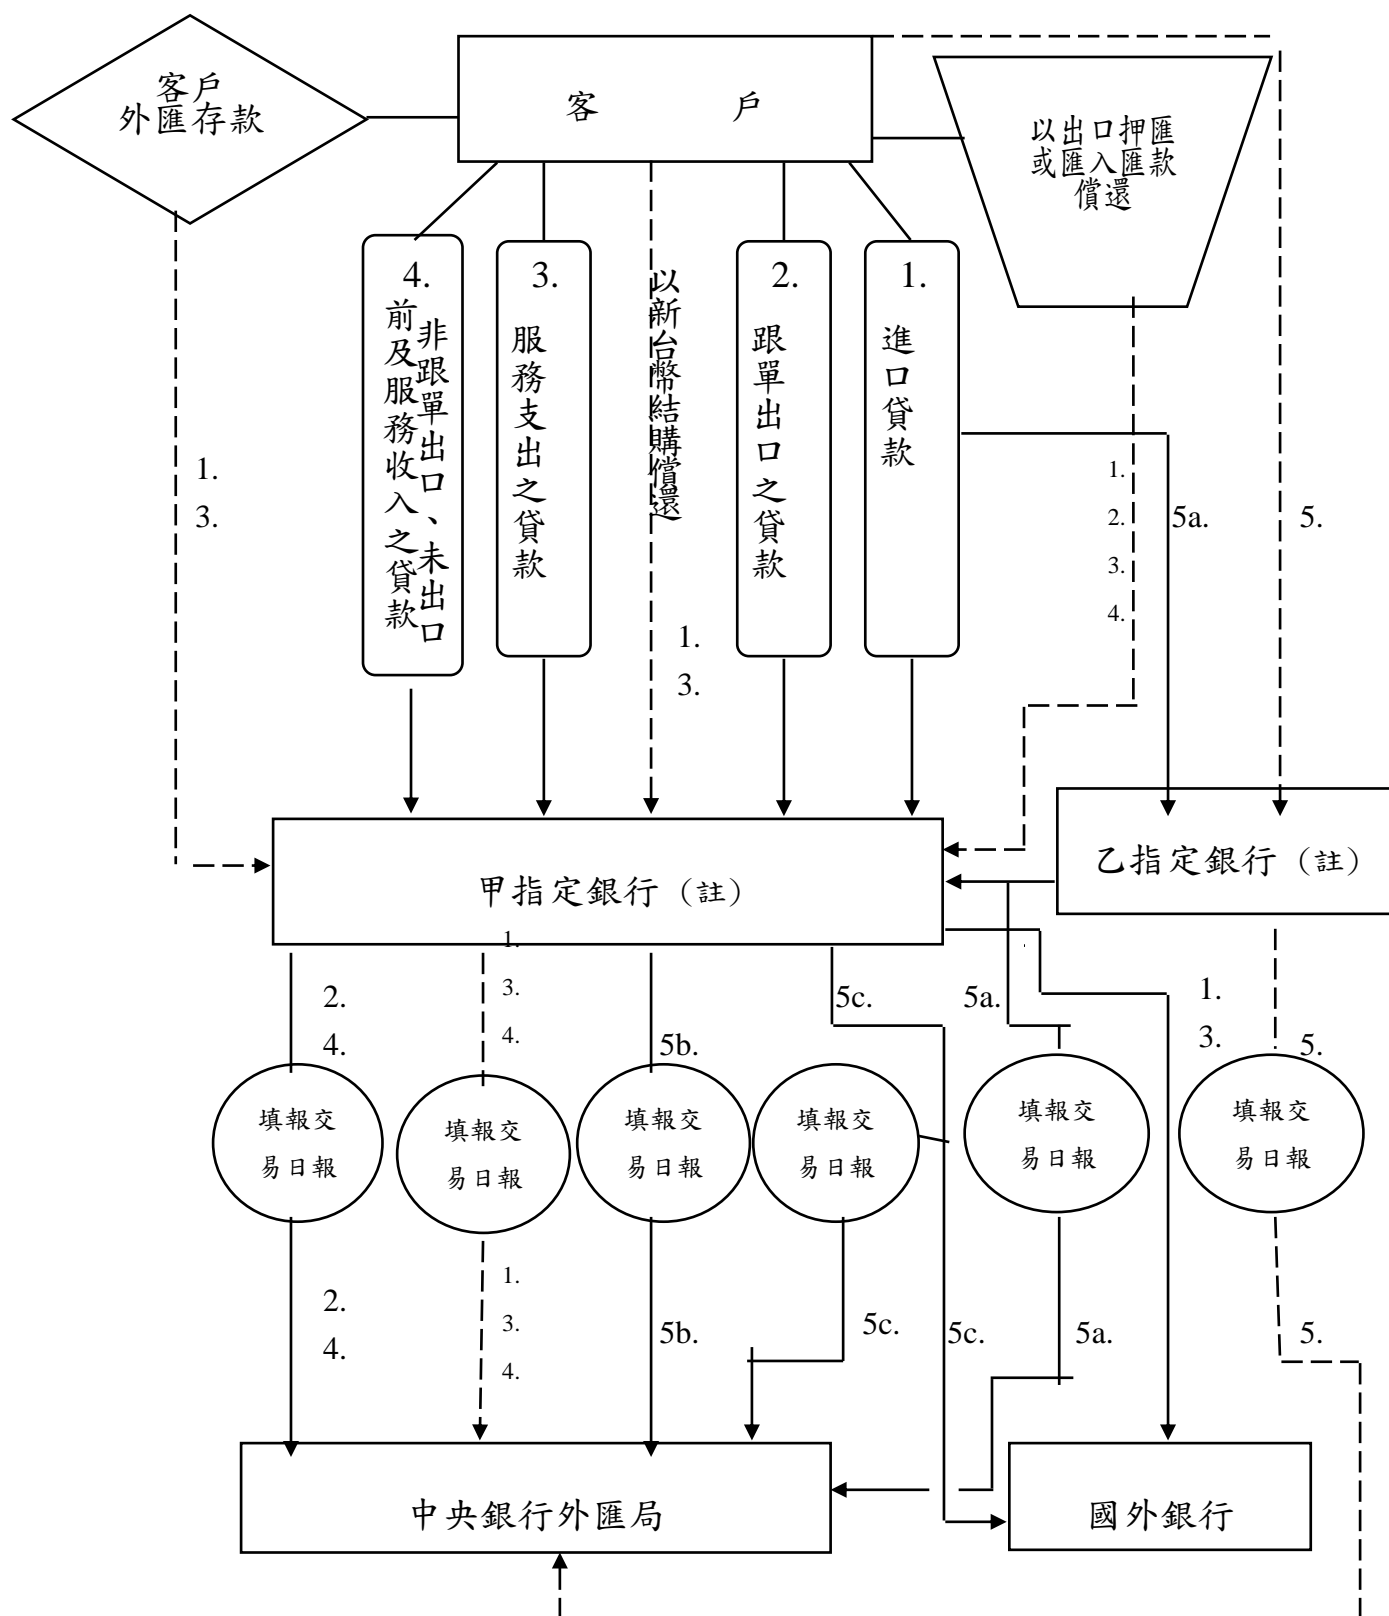 客戶
外匯存款
客 戶
以出口押匯
或匯入匯款
償還
4.
非跟單出口、未出口
前及服務收入之貸款
3.
服務支出之貸款
以新台幣結購償還
2.
跟單出口之貸款
1.
進口貸款
1.
3.
1.
3.
1.
2.
3.
4.
5a.
5.
甲指定銀行（註）
乙指定銀行（註）
2.
4.
1.
3.
4.
5b.
5c.
5a.
1.
3.
5.
填報交
易日報
填報交
易日報
填報交
易日報
填報交
易日報
填報交
易日報
填報交
易日報
2.
4.
1.
3.
4.
5b.
5c.
5c.
5a.
5.
中央銀行外匯局
國外銀行